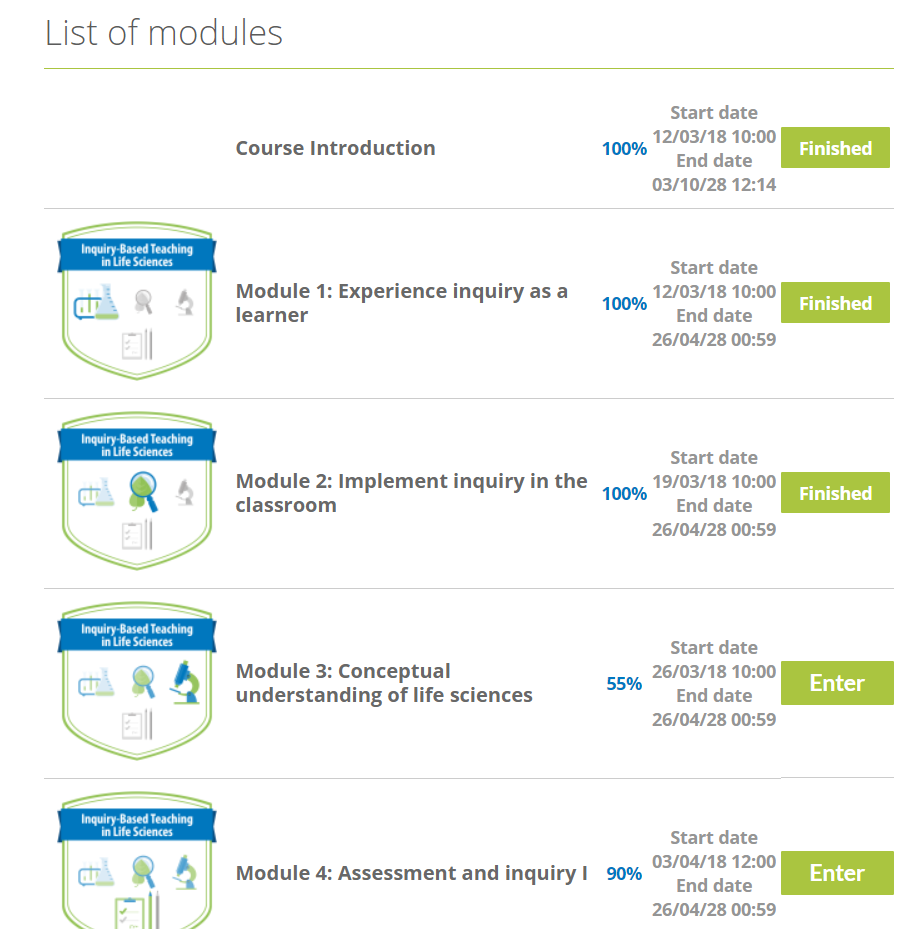 List of modules
Course Introduction
100%
Start date
12/03/18 10:00
End date
03/10/28 12:14
Finished
Inquiry-Based Teaching
in Life Sciences
Module 1: Experience inquiry as a
learner
100%
Start date
12/03/18 10:00
End date
26/04/28 00:59
Finished
Inquiry-Based Teaching
in Life Sciences
Module 2: Implement inquiry in the
classroom
100%
Start date
19/03/18 10:00
End date
26/04/28 00:59
Finished
Inquiry-Based Teaching
in Life Sciences
Module 3: Conceptual
understanding of life sciences
55%
Start date
26/03/18 10:00
End date
26/04/28 00:59
Enter
Inquiry-Based Teaching
in Life Sciences
Module 4: Assessment and inquiry I
90%
Start date
03/04/18 12:00
End date
26/04/28 00:59
Enter